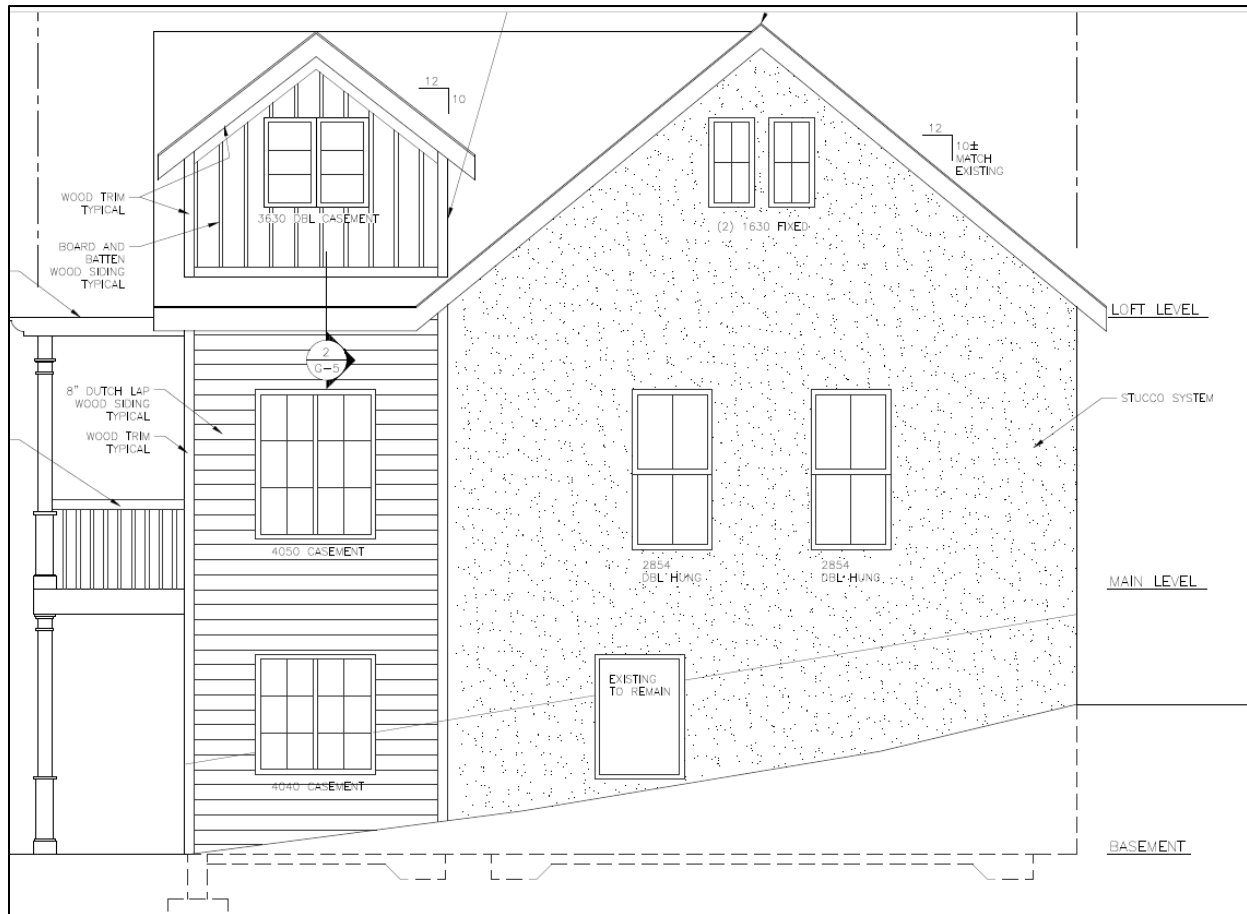 12
10
12
10±
MATCH
EXISTING
WOOD TRIM
TYPICAL
3630 DBL CASEMENT
(2) 1630 FIXED
BOARD AND
BATTEN
WOOD SIDING
TYPICAL
LOFT LEVEL
2
G-5
8" DUTCH LAP
WOOD SIDING
TYPICAL
STUCCO SYSTEM
WOOD TRIM
TYPICAL
4050 CASEMENT
2854
DBL HUNG
2854
DBL HUNG
MAIN LEVEL
EXISTING
TO REMAIN
4040 CASEMENT
BASEMENT